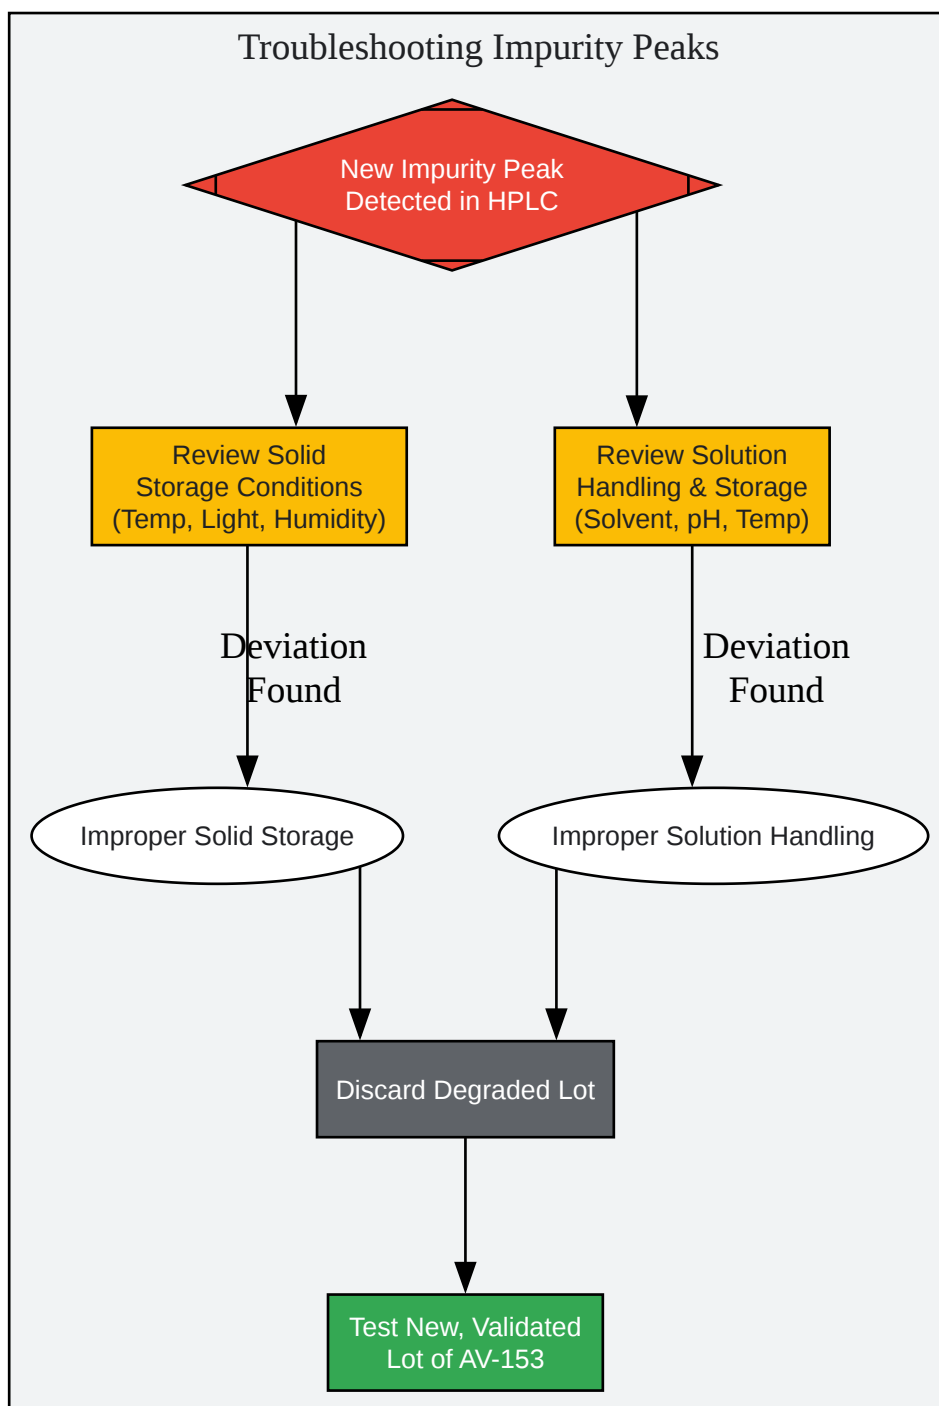 Troubleshooting Impurity Peaks
New Impurity Peak
Detected in HPLC
Review Solid
Storage Conditions
(Temp, Light, Humidity)
Review Solution
Handling & Storage
(Solvent, pH, Temp)
Deviation
Found
Deviation
Found
Improper Solid Storage
Improper Solution Handling
Discard Degraded Lot
Test New, Validated
Lot of AV-153